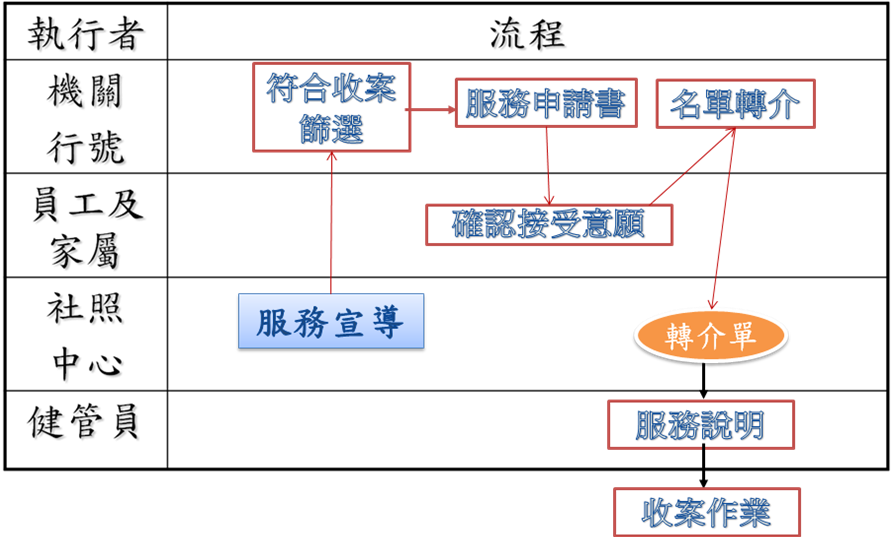 執行者
流程
機關
行號
符合收案
篩選
服務申請書
名單轉介
員工及
家屬
確認接受意願
社照
中心
服務宣導
轉介單
健管員
服務說明
收案作業